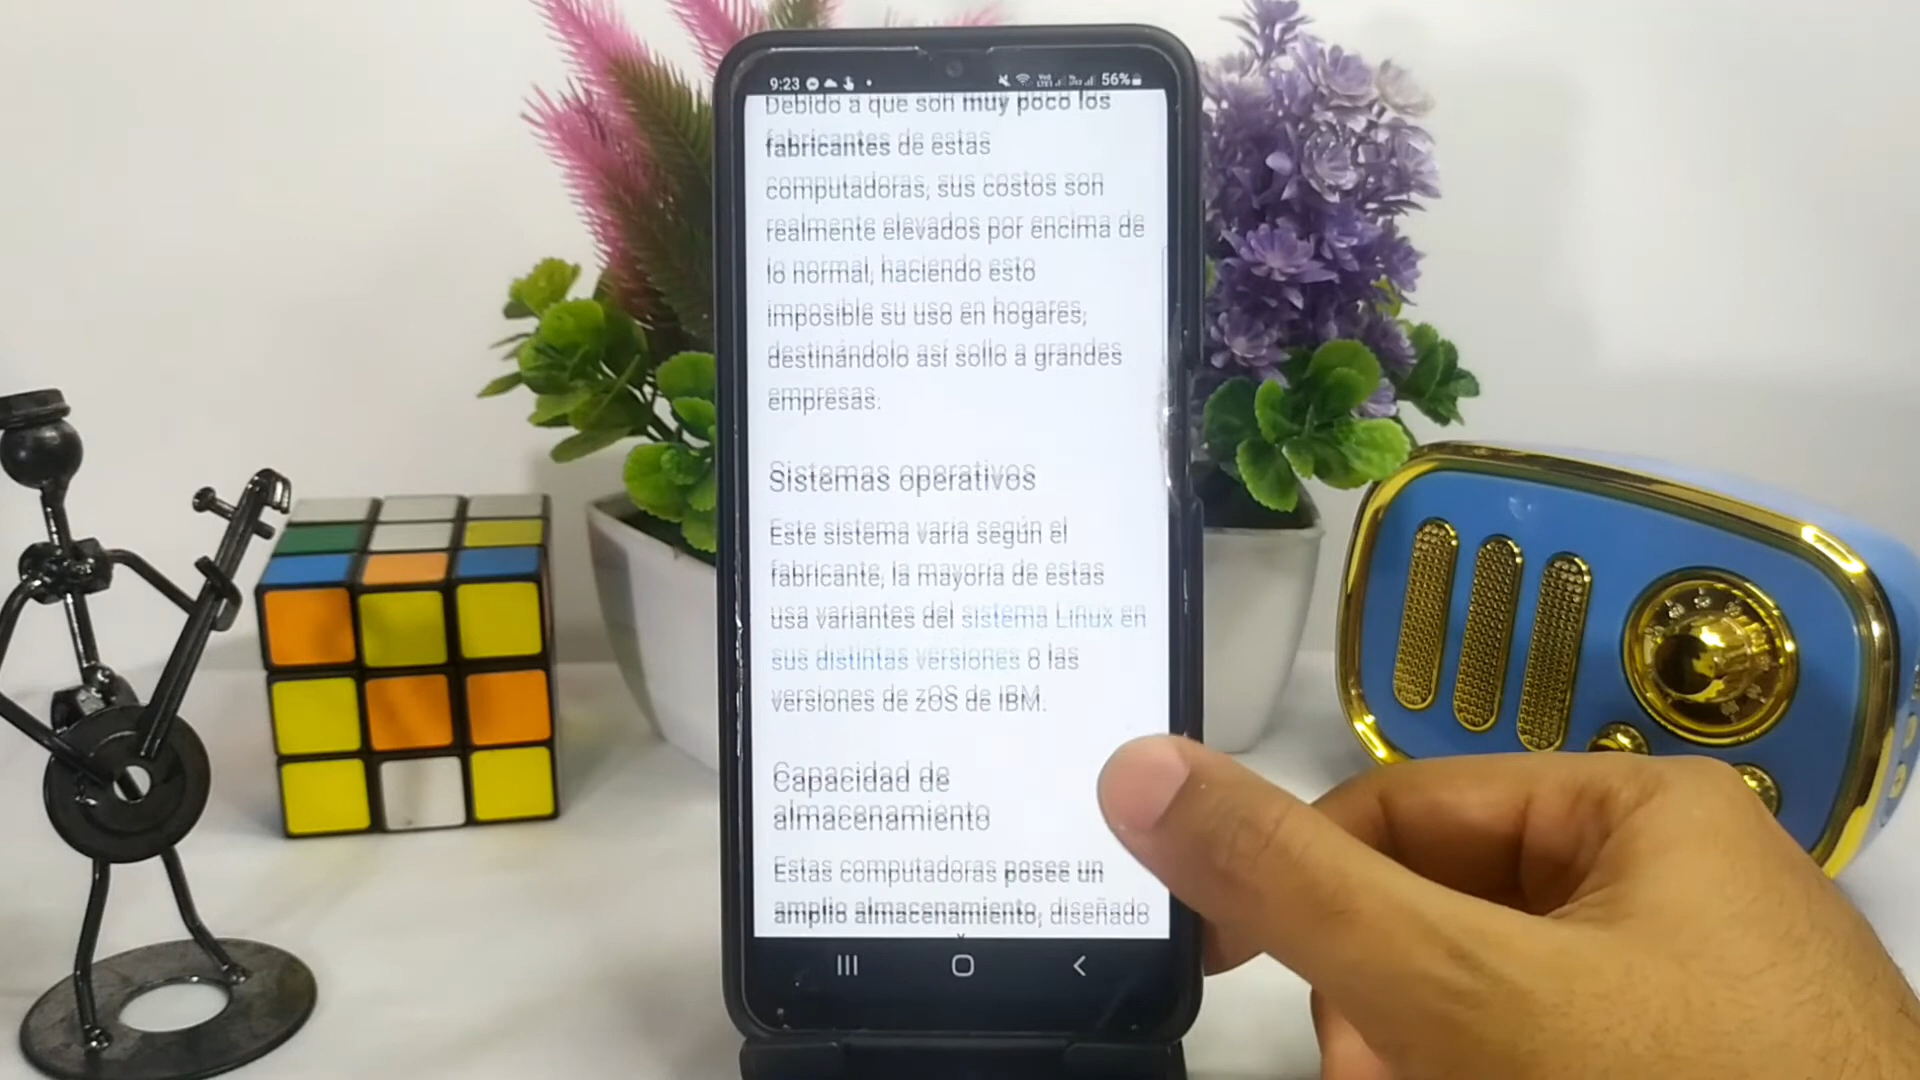 9:23
56%
Debido a que son muy poco los
fabricantes de estas
computadoras, sus costos son
realmente elevados por encima de
lo normal, haciendo esto
imposible su uso en hogares,
destinándolo así sollo a grandes
empresas.
Sistemas operativos
Este sistema varía según el
fabricante, la mayoría de estas
usa variantes del sistema Linux en
sus distintas versiones o las
versiones de zOS de IBM.
Capacidad de
almacenamiento
Estas computadoras posee un
amplio almacenamiento, diseñado